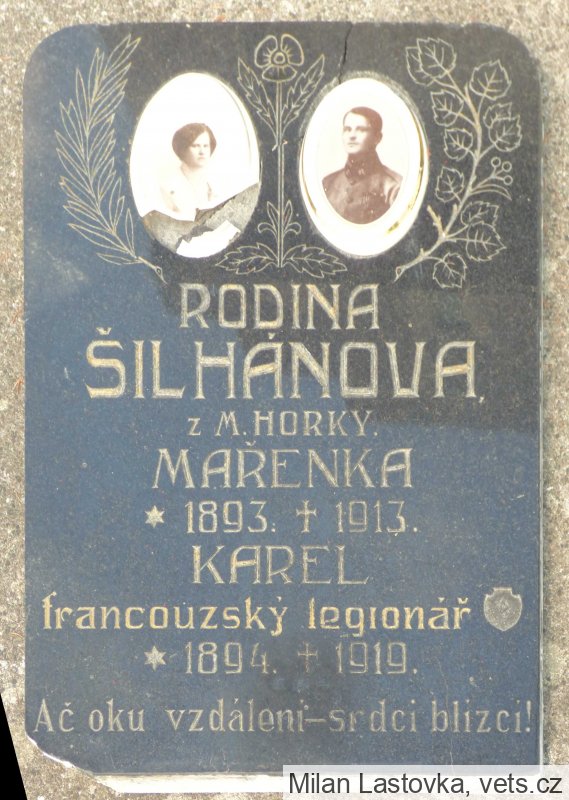 RODINA
ŠILHÁNOVA,
z M. HORKY.
MAŘENKA
* 1893. † 1913.
KAREL
francouzský legionář
* 1894. † 1919.
Ač oku vzdálení – srdci blízcí!
Milan Lastovka, vets.cz